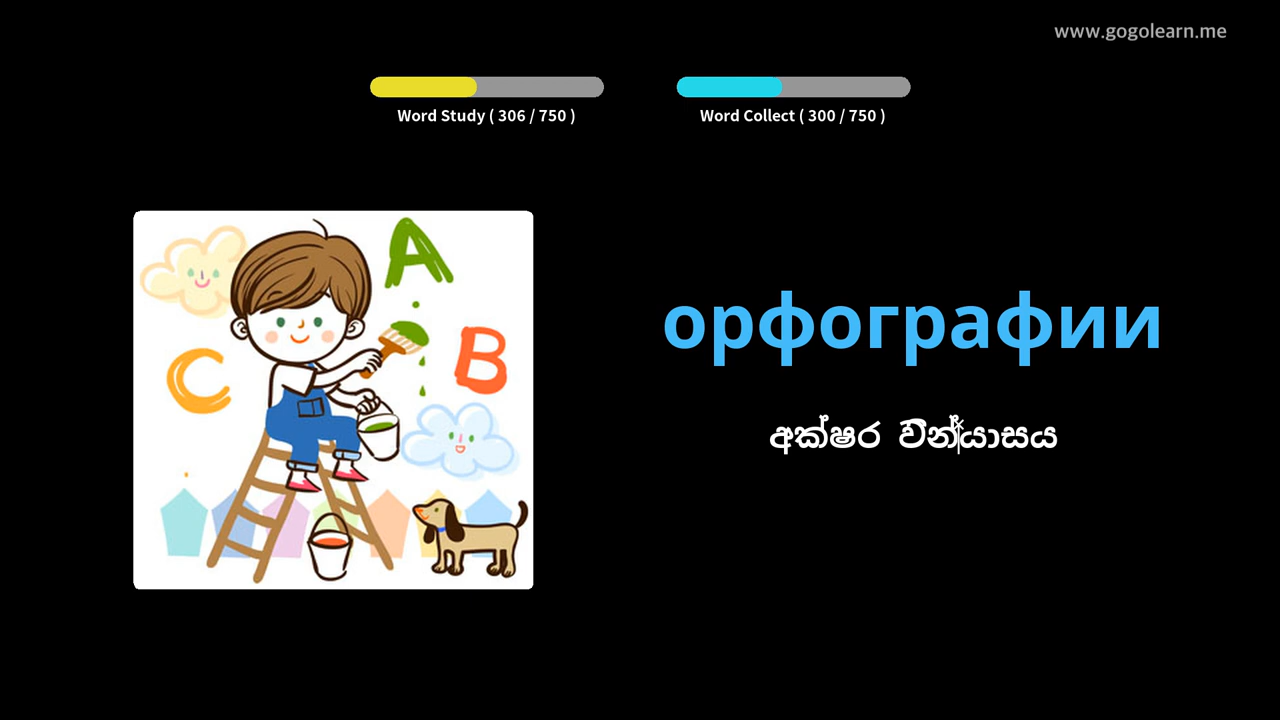 www.gogolearn.me
Word Study ( 306 / 750 )
Word Collect ( 300 / 750 )
A
B
C
орфографии
අක්ෂර වින්‍යාසය